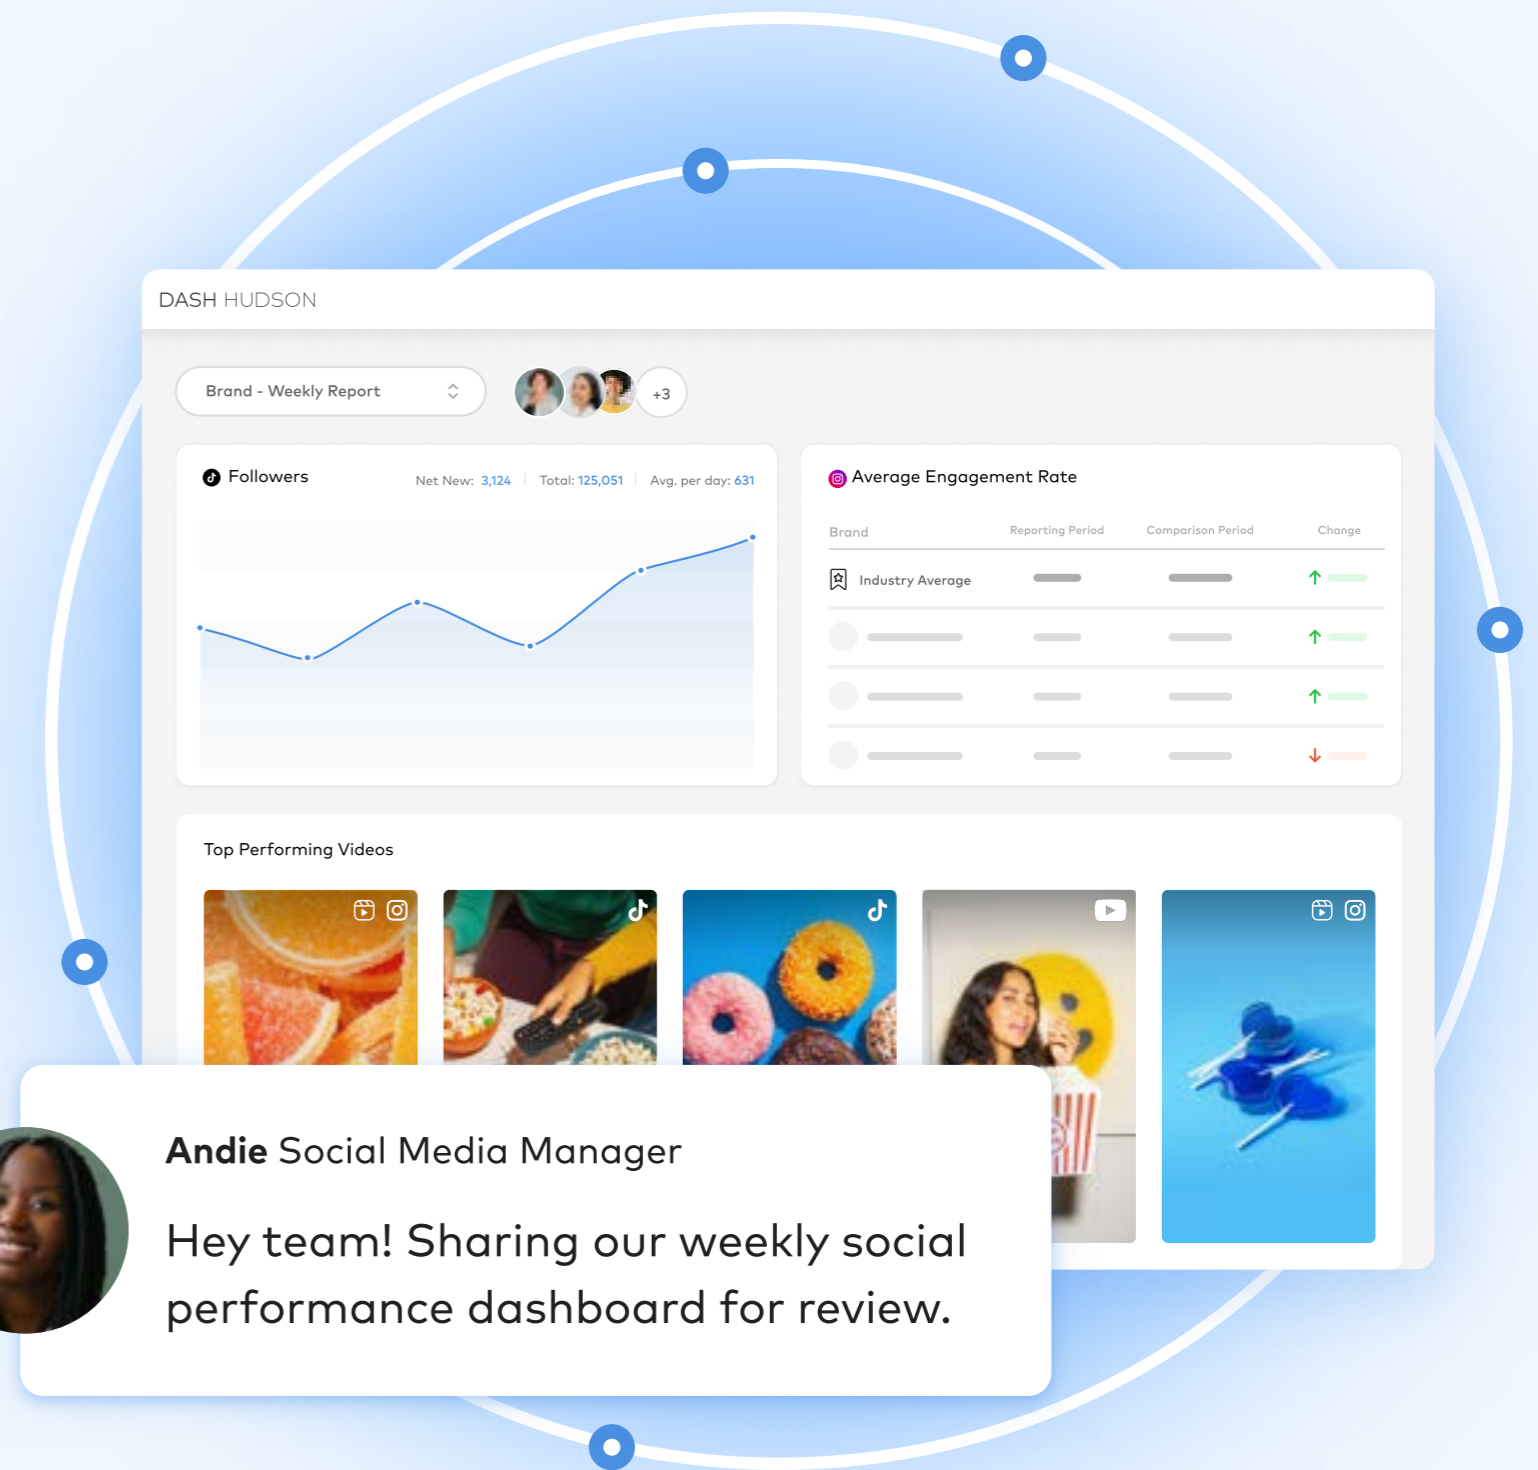 DASH HUDSON
Brand - Weekly Report
+3
Followers
Net New: 3,124
Total: 125,051
Avg. per day: 631
Average Engagement Rate
Brand Reporting Period Comparison Period Change
Industry Average
Top Performing Videos
Andie Social Media Manager
Hey team! Sharing our weekly social
performance dashboard for review.